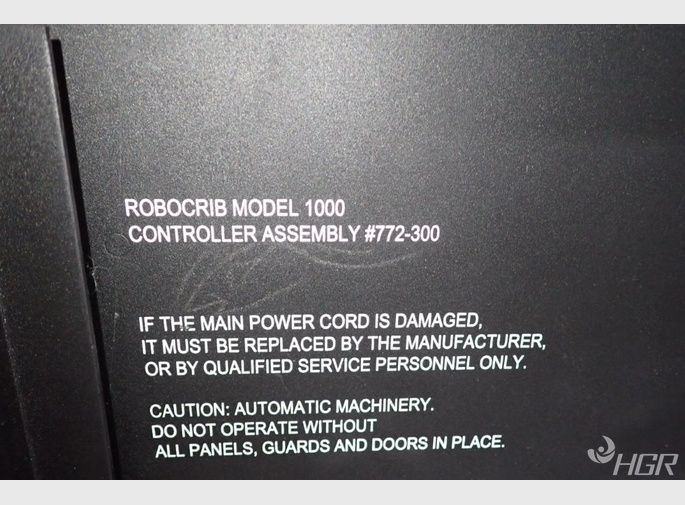 ROBOCRIB MODEL 1000
CONTROLLER ASSEMBLY #772-300
IF THE MAIN POWER CORD IS DAMAGED,
IT MUST BE REPLACED BY THE MANUFACTURER,
OR BY QUALIFIED SERVICE PERSONNEL ONLY.
CAUTION: AUTOMATIC MACHINERY.
DO NOT OPERATE WITHOUT
ALL PANELS, GUARDS AND DOORS IN PLACE.
HGR